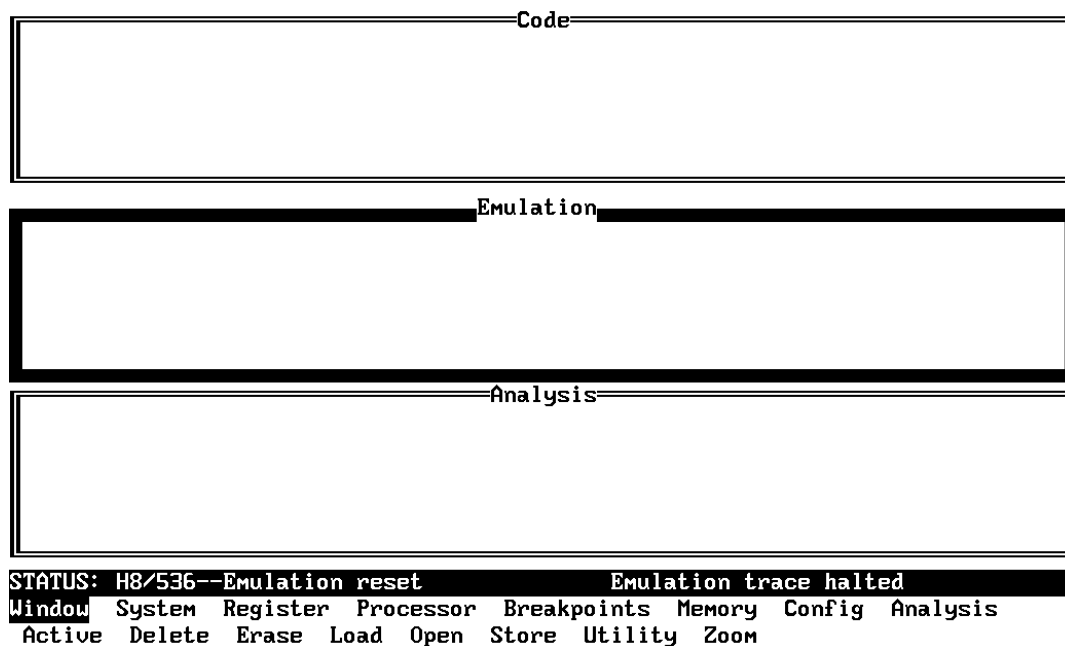 Code
Emulation
Analysis
STATUS: H8/536--Emulation reset Emulation trace halted
Window System Register Processor Breakpoints Memory Config Analysis
Active Delete Erase Load Open Store Utility Zoom